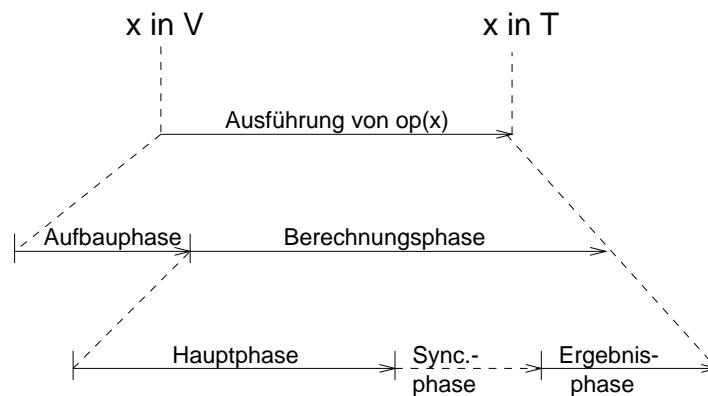 x in V
x in T
Ausführung von op(x)
Aufbauphase
Berechnungsphase
Hauptphase
Sync.-
phase
Ergebnis-
phase